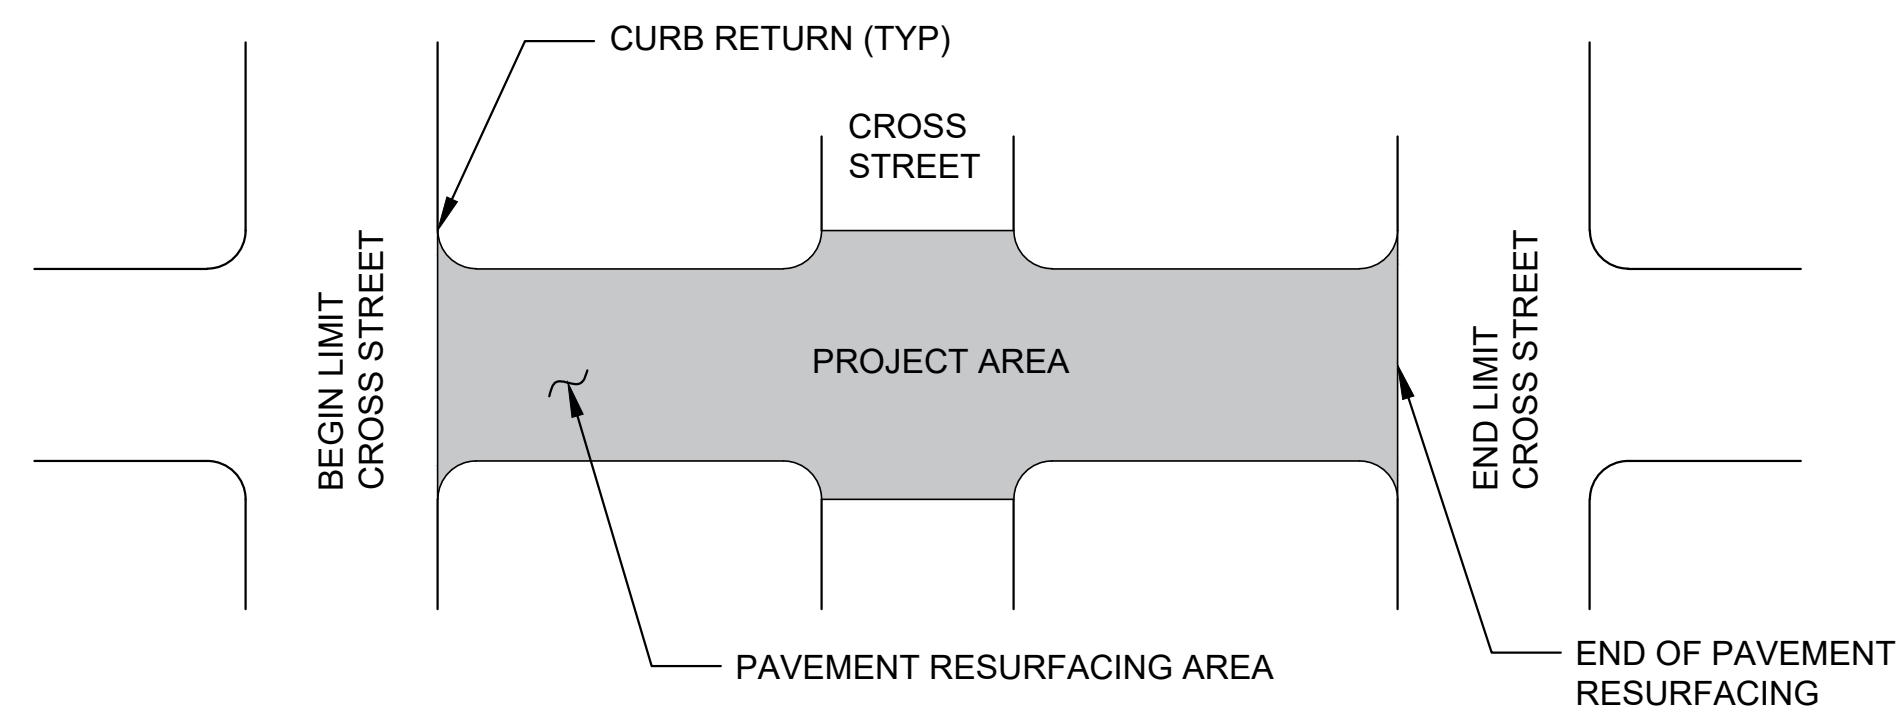 CURB RETURN (TYP)
CROSS
STREET
BEGIN LIMIT
CROSS STREET
PROJECT AREA
END LIMIT
CROSS STREET
PAVEMENT RESURFACING AREA
END OF PAVEMENT
RESURFACING